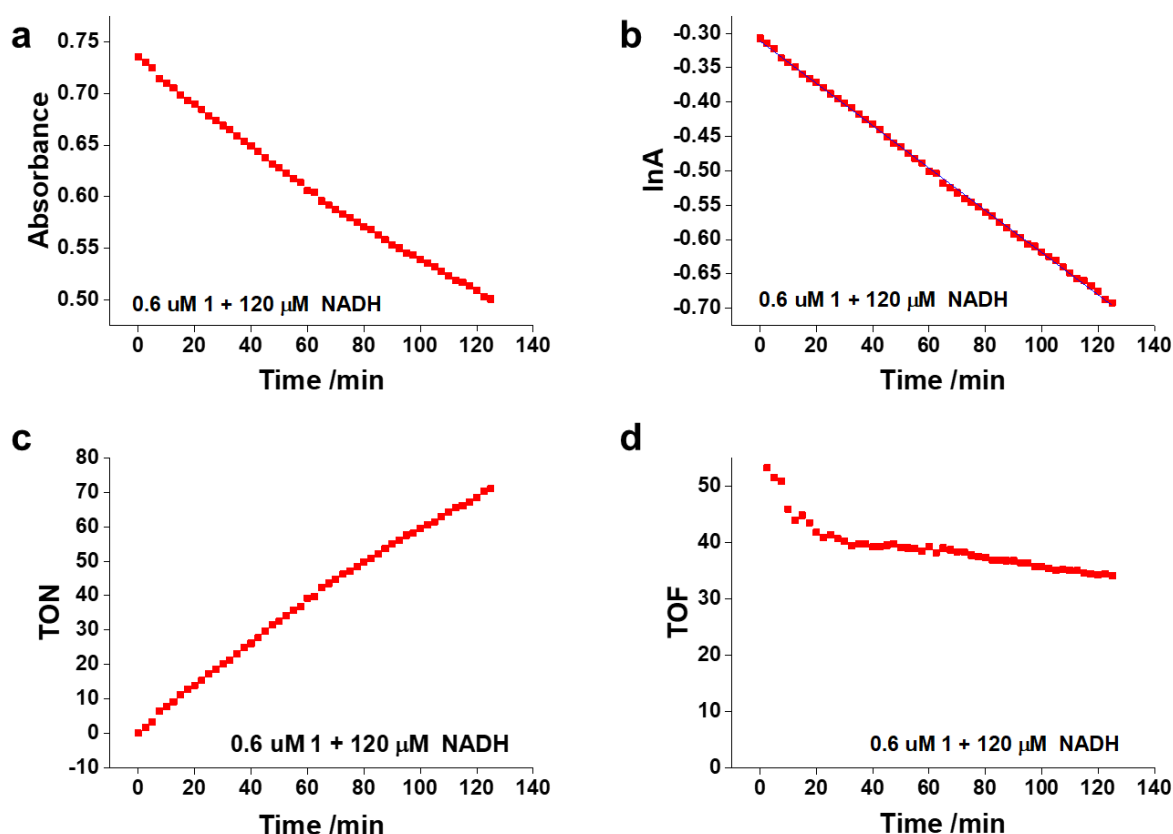 a
0.75
0.70
0.65
0.60
0.55
0.50
Absorbance
0.6 uM 1 + 120 μM NADH
0 20 40 60 80 100 120 140
Time /min
b
-0.30
-0.35
-0.40
-0.45
-0.50
-0.55
-0.60
-0.65
-0.70
lnA
0.6 uM 1 + 120 μM NADH
0 20 40 60 80 100 120 140
Time /min
c
80
70
60
50
40
30
20
10
0
-10
TON
0.6 uM 1 + 120 μM NADH
0 20 40 60 80 100 120 140
Time /min
d
50
40
30
20
10
0
TOF
0.6 uM 1 + 120 μM NADH
0 20 40 60 80 100 120 140
Time /min